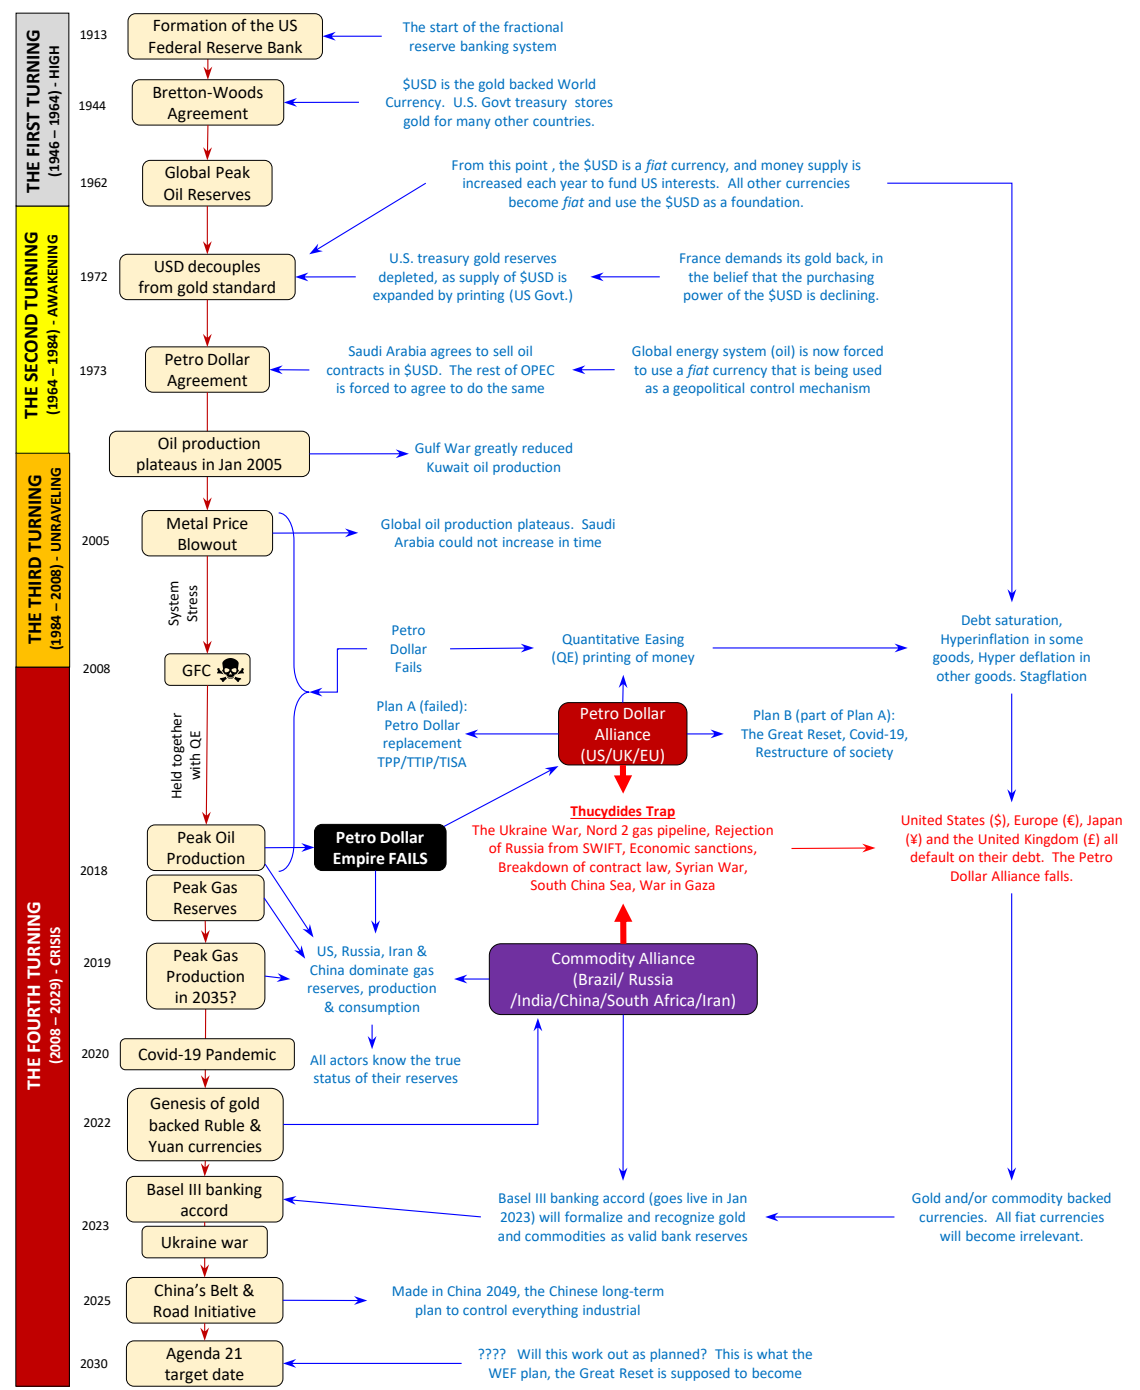 THE FIRST TURNING
(1946 – 1964) - HIGH
THE SECOND TURNING
(1964 – 1984) - AWAKENING
THE THIRD TURNING
(1984 – 2008) - UNRAVELING
THE FOURTH TURNING
(2008 – 2029) - CRISIS
1913
Formation of the US
Federal Reserve Bank
The start of the fractional
reserve banking system
1944
Bretton-Woods
Agreement
$USD is the gold backed World
Currency. U.S. Govt treasury stores
gold for many other countries.
1962
Global Peak
Oil Reserves
From this point , the $USD is a fiat currency, and money supply is
increased each year to fund US interests. All other currencies
become fiat and use the $USD as a foundation.
1972
USD decouples
from gold standard
U.S. treasury gold reserves
depleted, as supply of $USD is
expanded by printing (US Govt.)
France demands its gold back, in
the belief that the purchasing
power of the $USD is declining.
1973
Petro Dollar
Agreement
Saudi Arabia agrees to sell oil
contracts in $USD. The rest of OPEC
is forced to agree to do the same
Global energy system (oil) is now forced
to use a fiat currency that is being used
as a geopolitical control mechanism
Oil production
plateaus in Jan 2005
Gulf War greatly reduced
Kuwait oil production
2005
Metal Price
Blowout
Global oil production plateaus. Saudi
Arabia could not increase in time
System
Stress
2008
GFC
Petro
Dollar
Fails
Quantitative Easing
(QE) printing of money
Debt saturation,
Hyperinflation in some
goods, Hyper deflation in
other goods. Stagflation
Held together
with QE
Plan A (failed):
Petro Dollar
replacement
TPP/TTIP/TISA
Petro Dollar
Alliance
(US/UK/EU)
Plan B (part of Plan A):
The Great Reset, Covid-19,
Restructure of society
Thucydides Trap
The Ukraine War, Nord 2 gas pipeline, Rejection
of Russia from SWIFT, Economic sanctions,
Breakdown of contract law, Syrian War,
South China Sea, War in Gaza
United States ($), Europe (€), Japan
(¥) and the United Kingdom (£) all
default on their debt. The Petro
Dollar Alliance falls.
2018
Peak Oil
Production
Petro Dollar
Empire FAILS
Peak Gas
Reserves
2019
Peak Gas
Production
in 2035?
US, Russia, Iran &
China dominate gas
reserves, production
& consumption
Commodity Alliance
(Brazil/ Russia
/India/China/South Africa/Iran)
2020
Covid-19 Pandemic
All actors know the true
status of their reserves
2022
Genesis of gold
backed Ruble &
Yuan currencies
Basel III banking
accord
Basel III banking accord (goes live in Jan
2023) will formalize and recognize gold
and commodities as valid bank reserves
Gold and/or commodity backed
currencies. All fiat currencies
will become irrelevant.
2023
Ukraine war
2025
China's Belt &
Road Initiative
Made in China 2049, the Chinese long-term
plan to control everything industrial
2030
Agenda 21
target date
???? Will this work out as planned? This is what the
WEF plan, the Great Reset is supposed to become